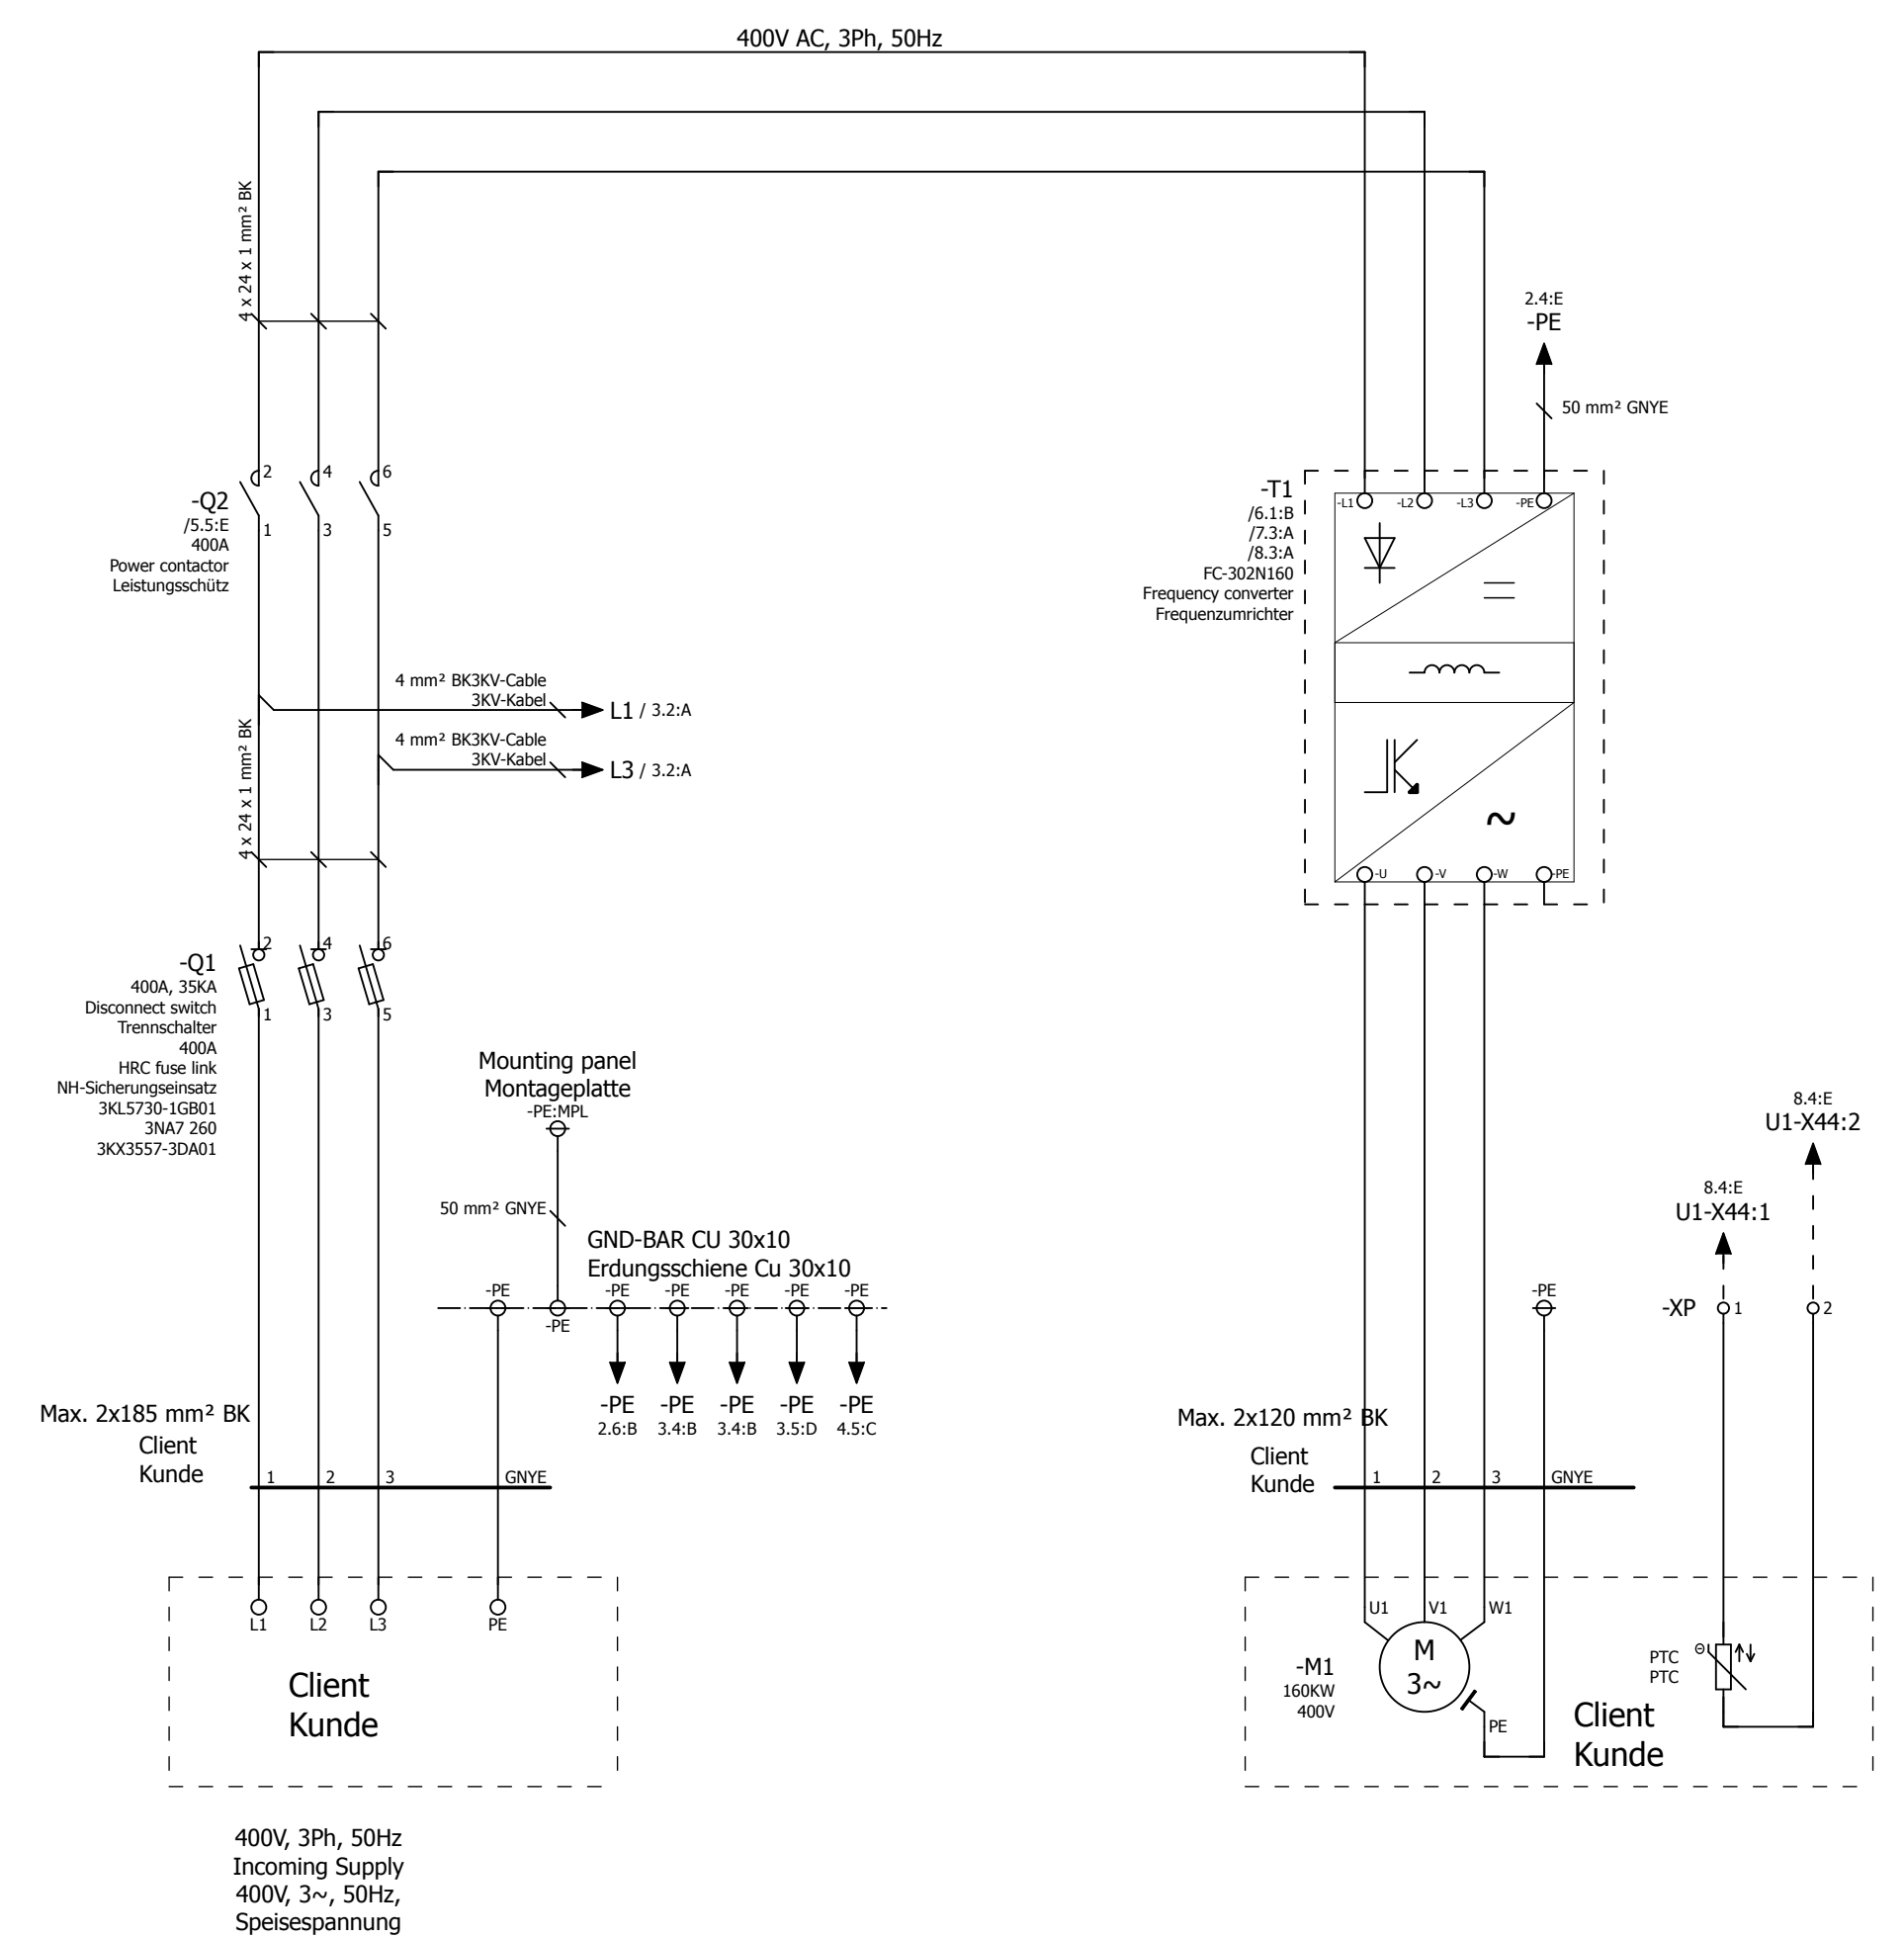 400V AC, 3Ph, 50Hz
4 x 24 x 1 mm² BK
2.4:E
-PE
50 mm² GNYE
2
4
6
-Q2
/5.5:E
400A
Power contactor
Leistungsschütz
1
3
5
-T1
/6.1:B
/7.3:A
/8.3:A
FC-302N160
Frequency converter
Frequenzumrichter
-L1
-L2
-L3
-PE
~
-U
-V
-W
-PE
4 mm² BK3KV-Cable
3KV-Kabel
L1 / 3.2:A
4 mm² BK3KV-Cable
3KV-Kabel
L3 / 3.2:A
4 x 24 x 1 mm² BK
2
4
6
-Q1
400A, 35KA
Disconnect switch
Trennschalter
400A
HRC fuse link
NH-Sicherungseinsatz
3KL5730-1GB01
3NA7 260
3KX3557-3DA01
1
3
5
Mounting panel
Montageplatte
-PE:MPL
50 mm² GNYE
GND-BAR CU 30x10
Erdungsschiene Cu 30x10
-PE
-PE
-PE
-PE
-PE
-PE
-PE
-PE
2.6:B
-PE
3.4:B
-PE
3.4:B
-PE
3.5:D
-PE
4.5:C
8.4:E
U1-X44:2
8.4:E
U1-X44:1
-PE
-XP
1
2
Max. 2x185 mm² BK
Client
Kunde
1
2
3
GNYE
Max. 2x120 mm² BK
Client
Kunde
1
2
3
GNYE
L1
L2
L3
PE
Client
Kunde
U1
V1
W1
M
3~
-M1
160KW
400V
PE
PTC
PTC
Θ
Client
Kunde
400V, 3Ph, 50Hz
Incoming Supply
400V, 3~, 50Hz,
Speisespannung